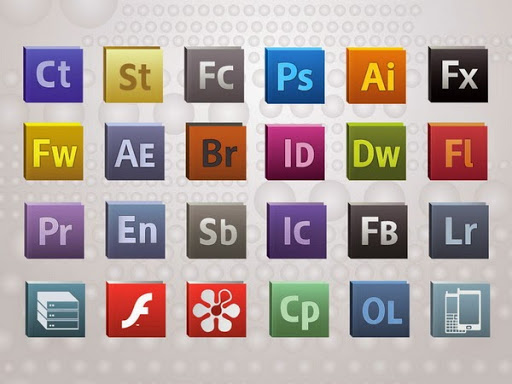 Ct St Fc Ps Ai Fx
Fw AE Br ID Dw Fl
Pr En Sb IC FB Lr
Cp OL